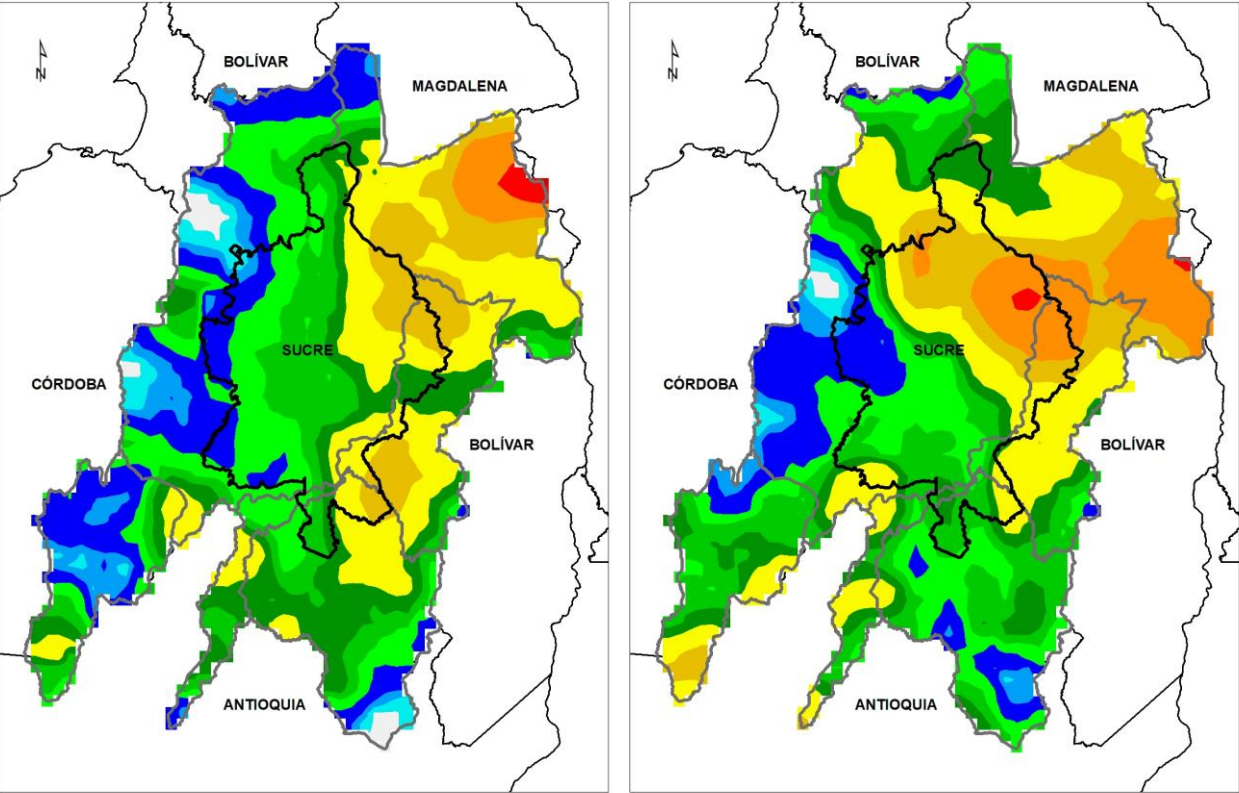 N
BOLÍVAR
MAGDALENA
SUCRE
CÓRDOBA
BOLÍVAR
ANTIOQUIA
N
BOLÍVAR
MAGDALENA
SUCRE
CÓRDOBA
BOLÍVAR
ANTIOQUIA